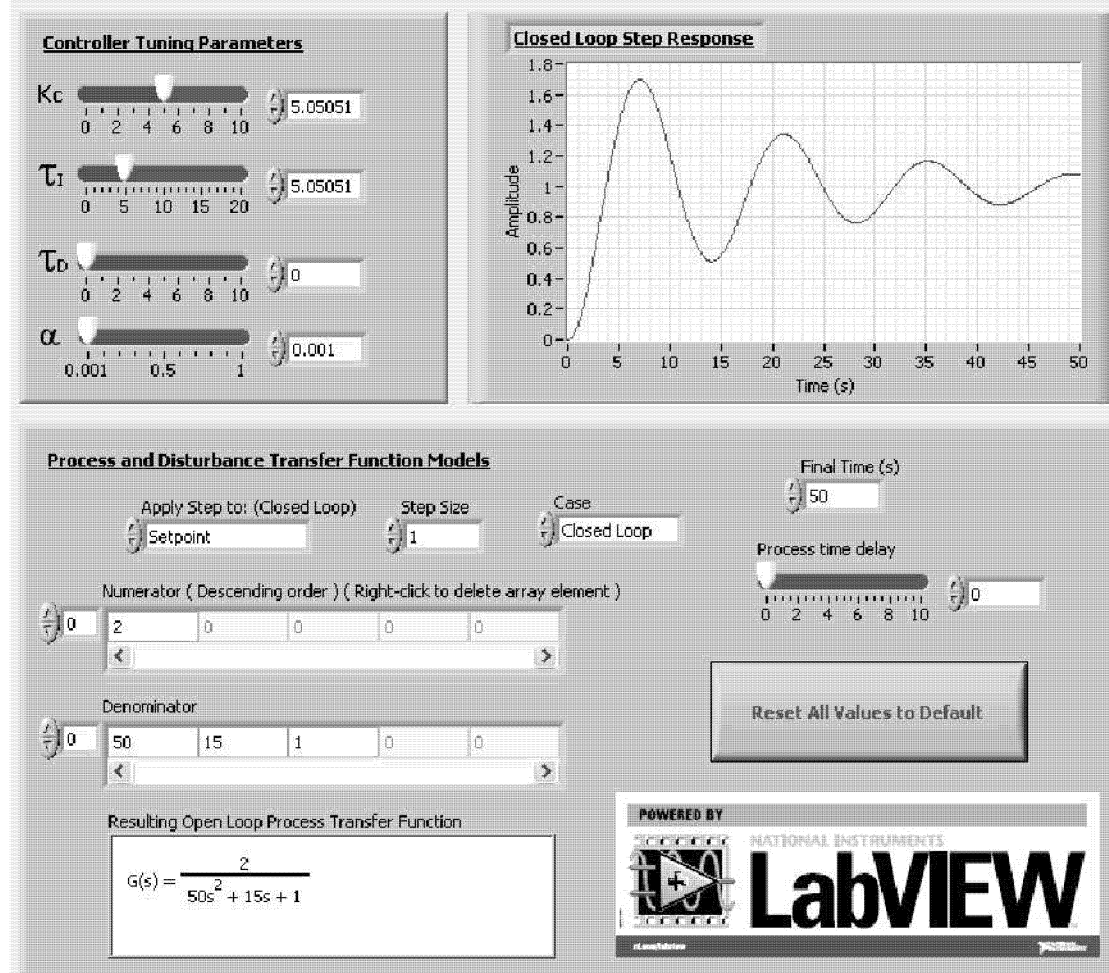 Controller Tuning Parameters
Kc
5.05051
0 2 4 6 8 10
τI
5.05051
0 5 10 15 20
τD
0
0 2 4 6 8 10
α
0.001
0.001 0.5 1
Closed Loop Step Response
Amplitude
1.8
1.6
1.4
1.2
1
0.8
0.6
0.4
0.2
0
0 5 10 15 20 25 30 35 40 45 50
Time (s)
Process and Disturbance Transfer Function Models
Apply Step to: (Closed Loop)
Setpoint
Step Size
1
Case
Closed Loop
Final Time (s)
50
Process time delay
0
0 2 4 6 8 10
Numerator ( Descending order ) ( Right-click to delete array element )
0 2 0 0 0 0
Denominator
0 50 15 1 0 0
Reset All Values to Default
Resulting Open Loop Process Transfer Function
G(s) = 2 / 50s² + 15s + 1
POWERED BY
NATIONAL INSTRUMENTS
LabVIEW